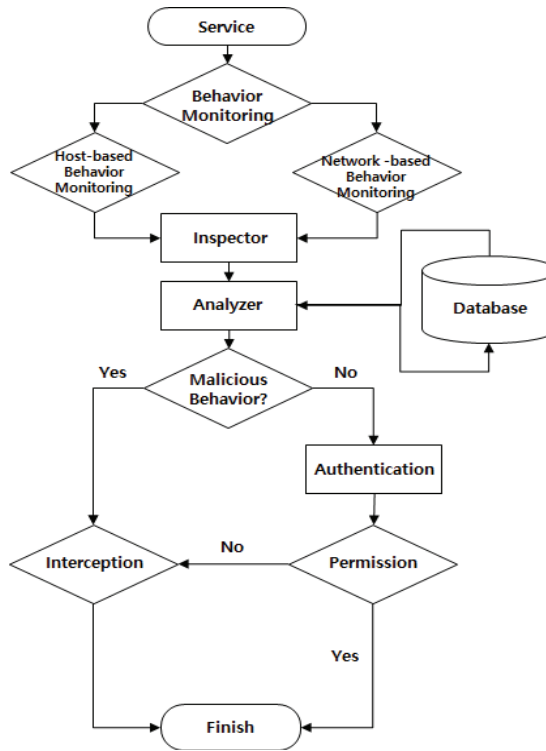 Service
Behavior
Monitoring
Host-based
Behavior
Monitoring
Network -based
Behavior
Monitoring
Inspector
Analyzer
Database
Yes
Malicious
Behavior?
No
Authentication
Interception
No
Permission
Yes
Finish